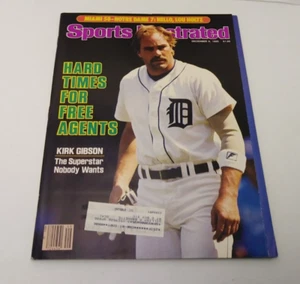 MIAMI 58-NOTRE DAME 7: HELLO, LOU HOLTZ
Sports Illustrated
HARD
TIMES
FOR
FREE
AGENTS
KIRK GIBSON
The Superstar
Nobody Wants
D